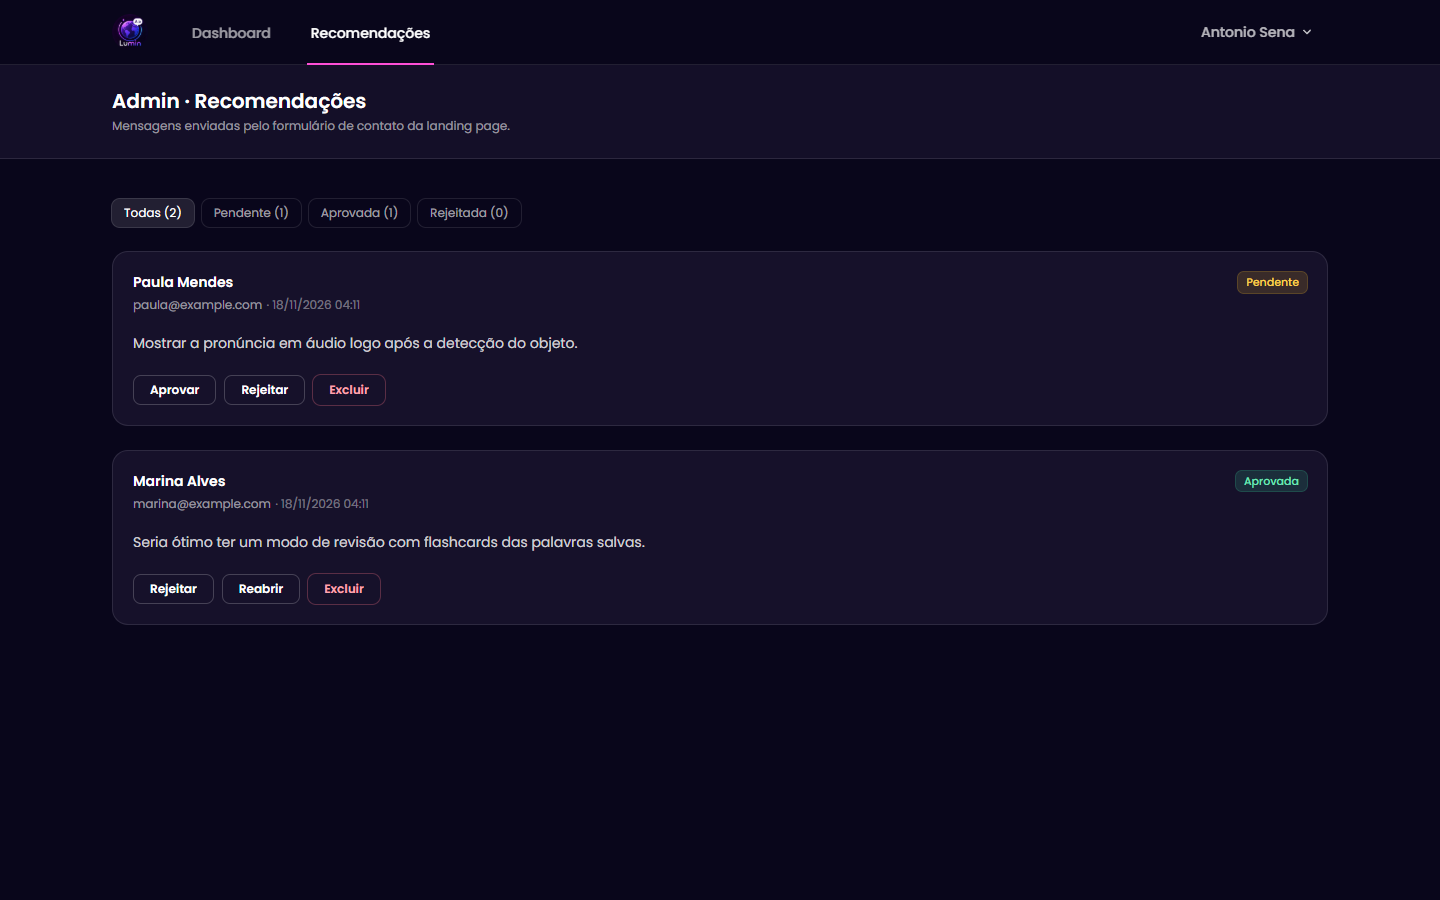 Lumin
Dashboard
Recomendações
Antonio Sena
Admin · Recomendações
Mensagens enviadas pelo formulário de contato da landing page.
Todas (2)
Pendente (1)
Aprovada (1)
Rejeitada (0)
Paula Mendes
Pendente
paula@example.com · 18/11/2026 04:11
Mostrar a pronúncia em áudio logo após a detecção do objeto.
Aprovar
Rejeitar
Excluir
Marina Alves
Aprovada
marina@example.com · 18/11/2026 04:11
Seria ótimo ter um modo de revisão com flashcards das palavras salvas.
Rejeitar
Reabrir
Excluir